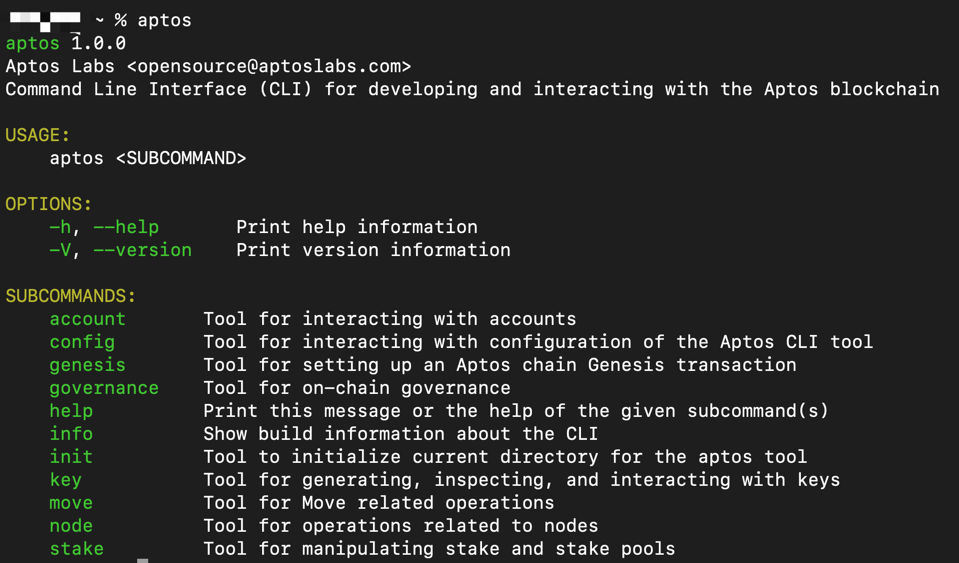 ~ % aptos
aptos 1.0.0
Aptos Labs <opensource@aptoslabs.com>
Command Line Interface (CLI) for developing and interacting with the Aptos blockchain
USAGE:
aptos <SUBCOMMAND>
OPTIONS:
-h, --help Print help information
-V, --version Print version information
SUBCOMMANDS:
account Tool for interacting with accounts
config Tool for interacting with configuration of the Aptos CLI tool
genesis Tool for setting up an Aptos chain Genesis transaction
governance Tool for on-chain governance
help Print this message or the help of the given subcommand(s)
info Show build information about the CLI
init Tool to initialize current directory for the aptos tool
key Tool for generating, inspecting, and interacting with keys
move Tool for Move related operations
node Tool for operations related to nodes
stake Tool for manipulating stake and stake pools